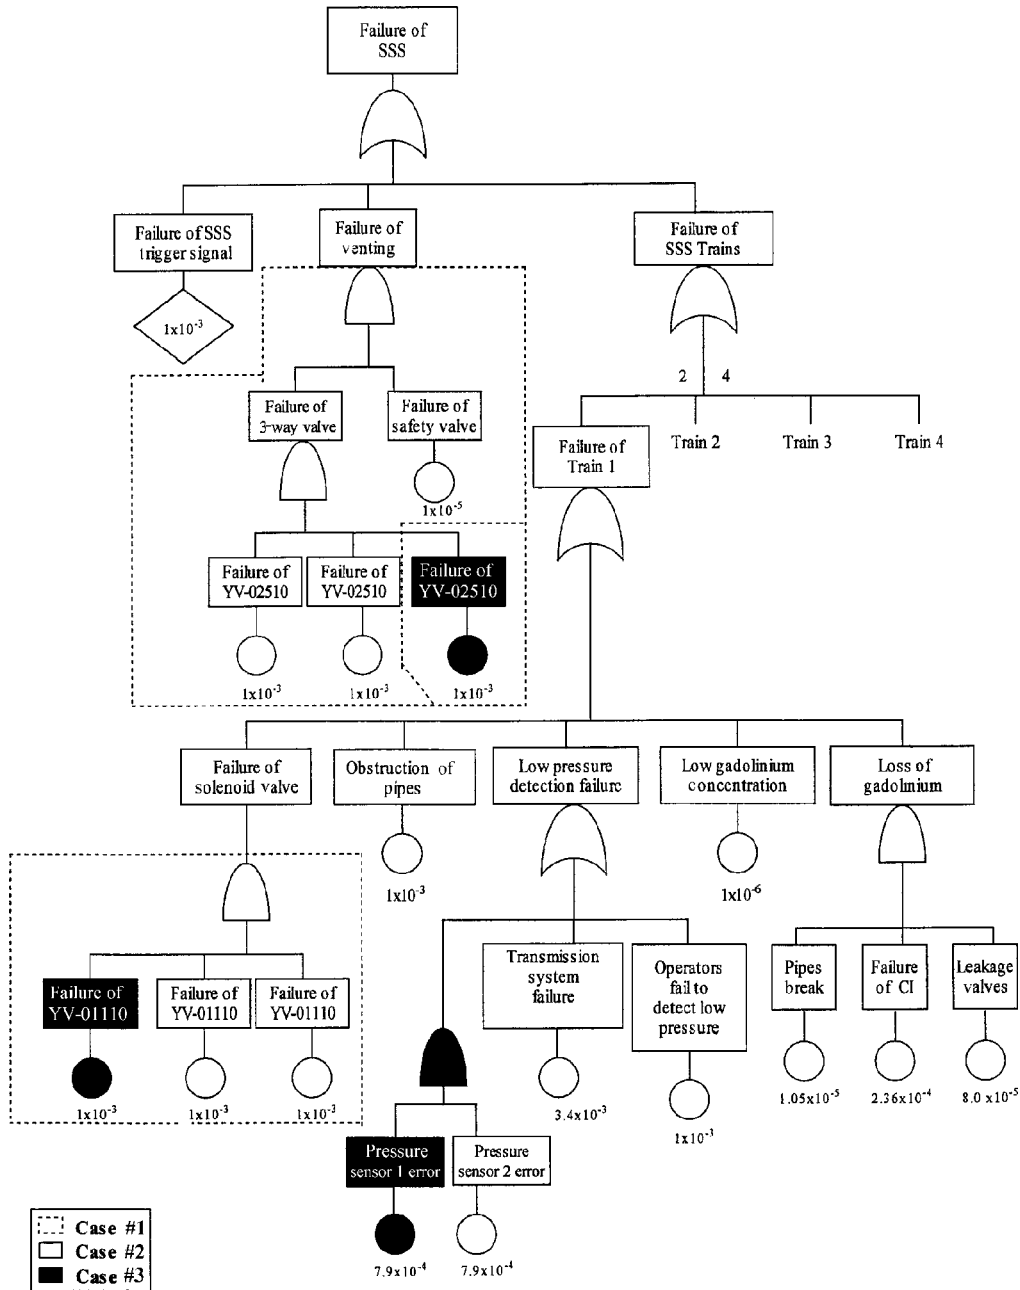 Failure of
SSS
Failure of SSS
trigger signal
Failure of
venting
Failure of
SSS Trains
1x10-3
2 4
Failure of
3-way valve
Failure of
safety valve
Failure of
Train 1
Train 2
Train 3
Train 4
1x10-5
Failure of
YV-02510
Failure of
YV-02510
Failure of
YV-02510
1x10-3
1x10-3
1x10-3
Failure of
solenoid valve
Obstruction of
pipes
Low pressure
detection failure
Low gadolinium
concentration
Loss of
gadolinium
1x10-3
1x10-6
Failure of
YV-01110
Failure of
YV-01110
Failure of
YV-01110
Transmission
system
failure
Operators
fail to
detect low
pressure
Pipes
break
Failure
of CI
Leakage
valves
1x10-3
1x10-3
1x10-3
3.4x10-3
1x10-3
1.05x10-5
2.36x10-4
8.0 x10-5
Pressure
sensor 1 error
Pressure
sensor 2 error
7.9x10-4
7.9x10-4
Case #1
Case #2
Case #3